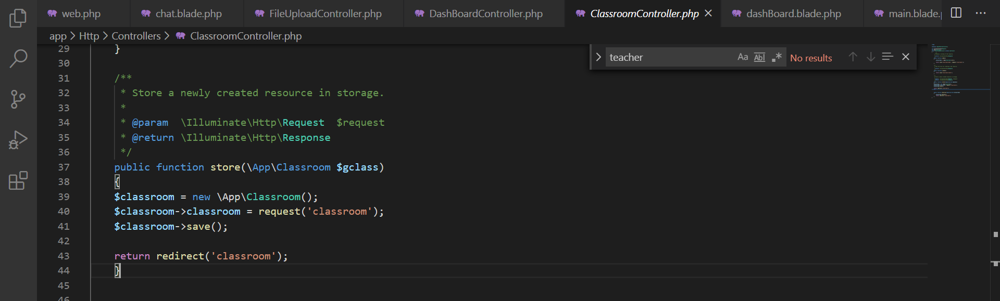 web.php chat.blade.php FileUploadController.php DashBoardController.php ClassroomController.php dashBoard.blade.php main.blade.p
app > Http > Controllers > ClassroomController.php
teacher Aa Abl .* No results
29 }
30
31 /**
32 * Store a newly created resource in storage.
33 *
34 * @param \Illuminate\Http\Request $request
35 * @return \Illuminate\Http\Response
36 */
37 public function store(\App\Classroom $gclass)
38 {
39 $classroom = new \App\Classroom();
40 $classroom->classroom = request('classroom');
41 $classroom->save();
42
43 return redirect('classroom');
44 }
45
46